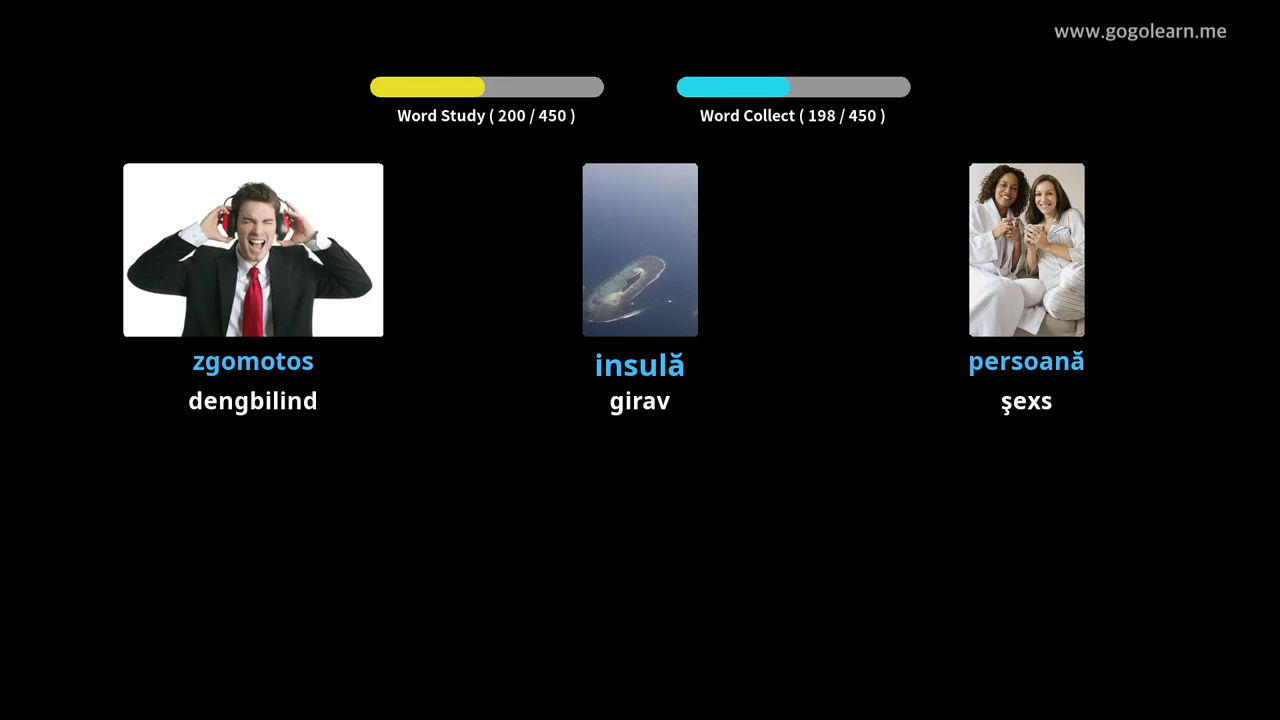 www.gogolearn.me
Word Study ( 200 / 450 )
Word Collect ( 198 / 450 )
zgomotos
dengbilind
insulă
girav
persoană
şexs